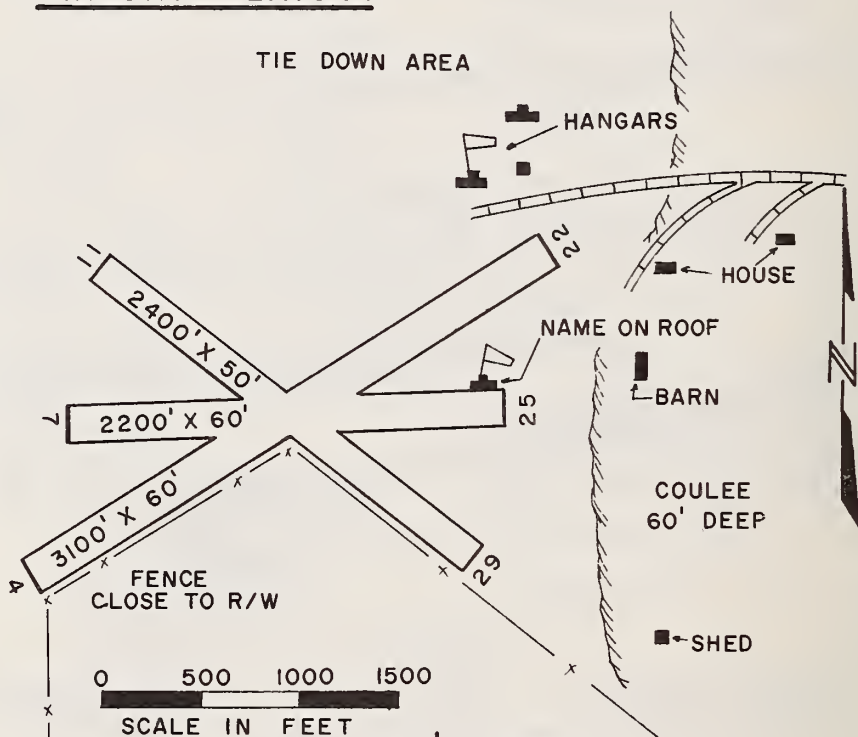 TIE DOWN AREA
HANGARS
22
HOUSE
11
2400' X 50'
NAME ON ROOF
N
7
2200' X 60'
25
BARN
3100' X 60'
COULEE
60' DEEP
4
29
FENCE
CLOSE TO R/W
SHED
0 500 1000 1500
SCALE IN FEET